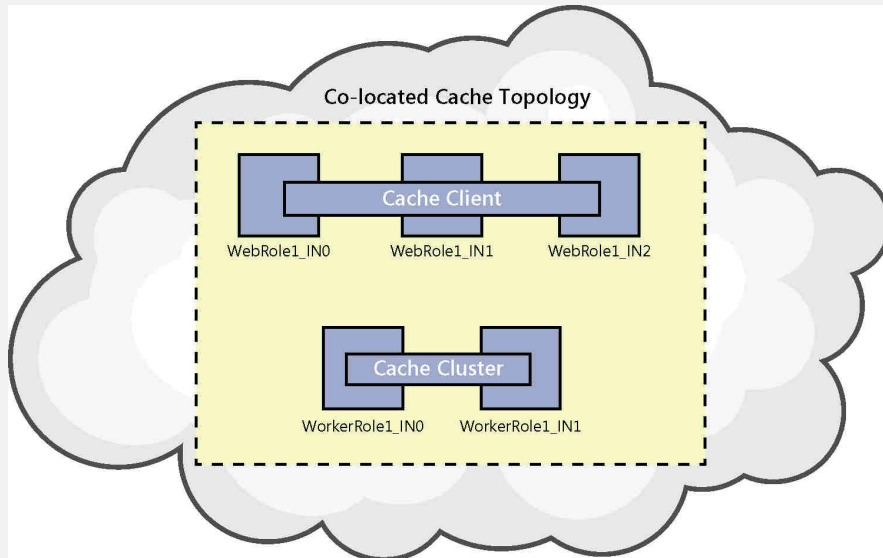 Co-located Cache Topology
Cache Client
WebRole1_IN0 WebRole1_IN1 WebRole1_IN2
Cache Cluster
WorkerRole1_IN0 WorkerRole1_IN1